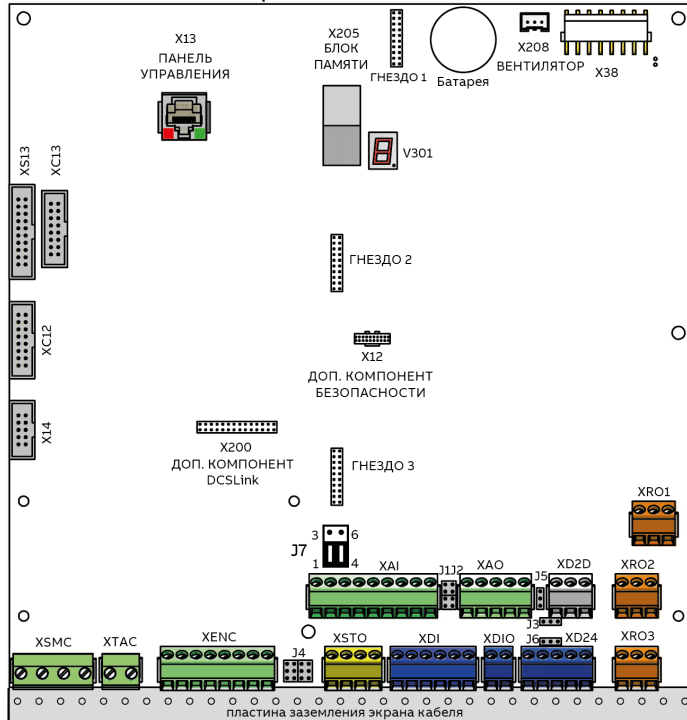 X13
ПАНЕЛЬ
УПРАВЛЕНИЯ
X205
БЛОК
ПАМЯТИ
ГНЕЗДО 1
Батарея
X208
ВЕНТИЛЯТОР
X38
V301
XS13
XC13
ГНЕЗДО 2
XC12
X12
ДОП. КОМПОНЕНТ
БЕЗОПАСНОСТИ
X14
X200
ДОП. КОМПОНЕНТ
DCSLink
ГНЕЗДО 3
XRO1
3 6
J7
1 4
XAI
J1J2
XAO
J5
XD2D
XRO2
J3
XSMC
XTAC
XENC
J4
XSTO
XDI
XDIO
J6
XD24
XRO3
пластина заземления экрана кабеля